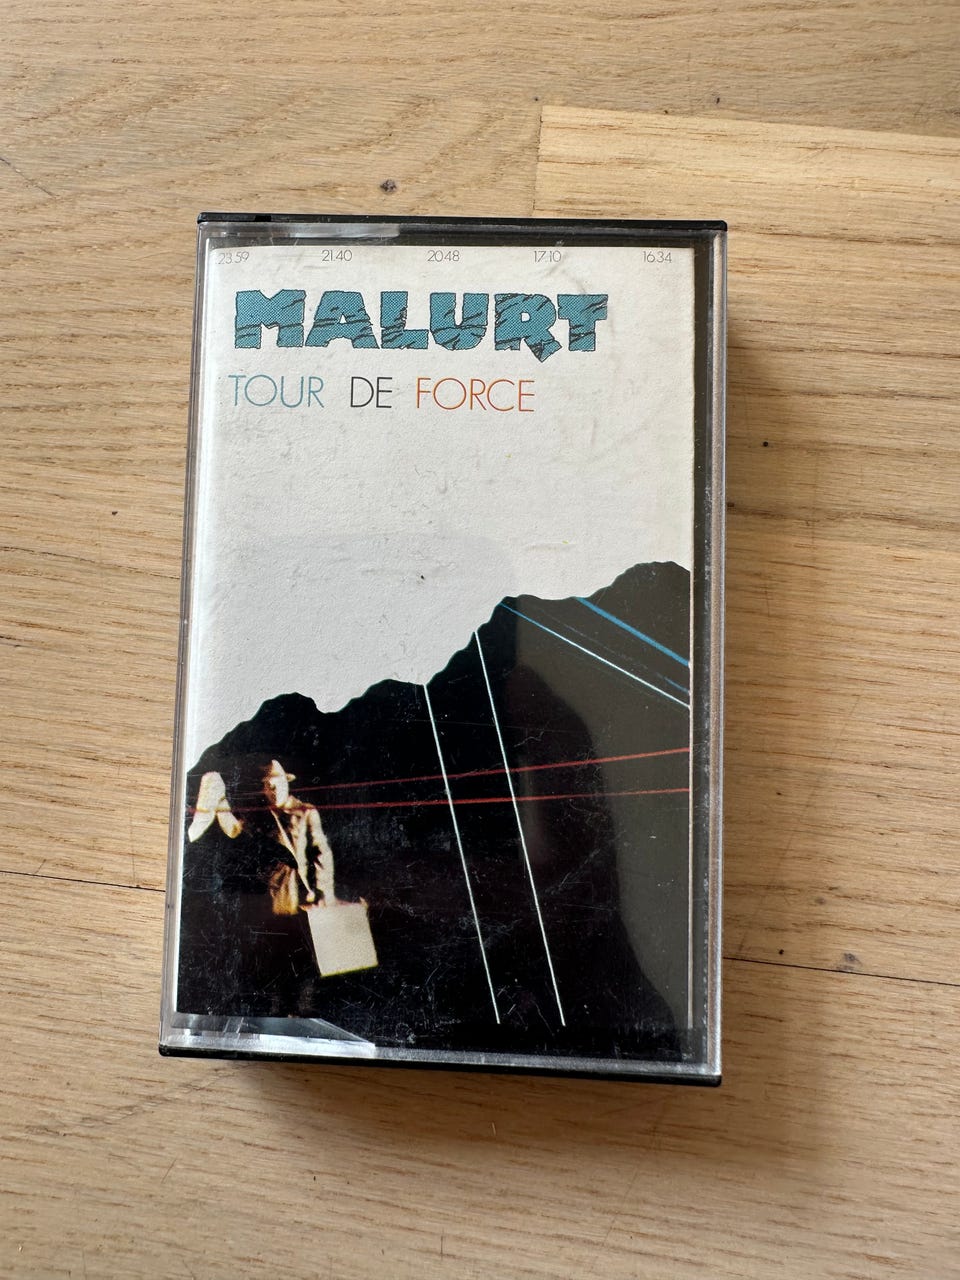 23.59 21.40 20.48 17.10 16.34
MALURT
TOUR DE FORCE